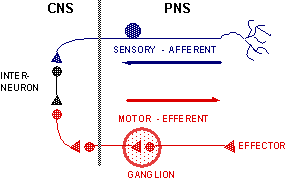 CNS PNS
SENSORY - AFFERENT
INTER-
NEURON
MOTOR - EFFERENT
EFFECTOR
GANGLION